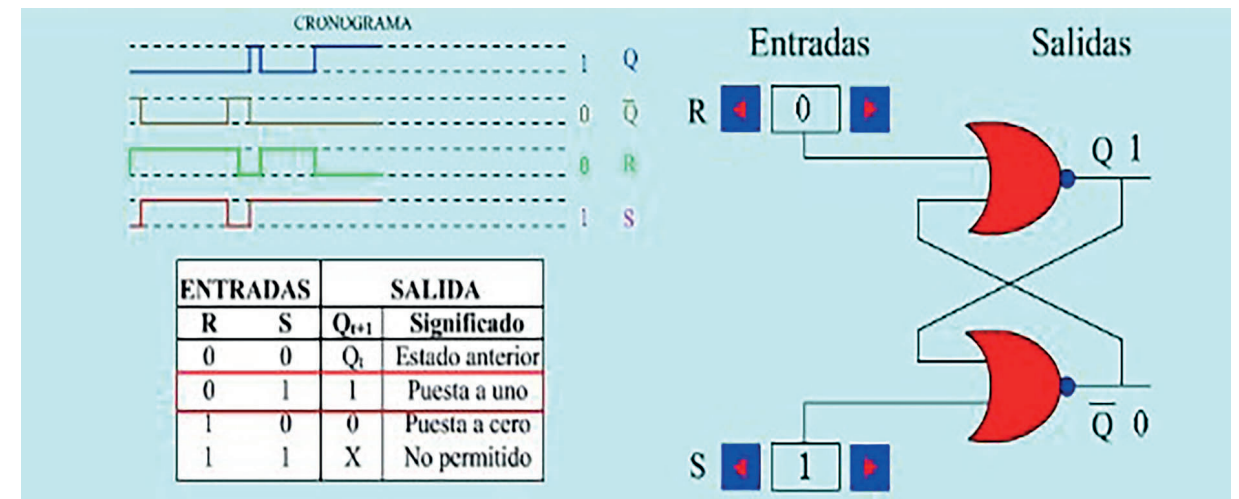 CRONOGRAMA
1 Q
0 Q̅
0 R
1 S
ENTRADAS SALIDA
R S Qt+1 Significado
0 0 Qt Estado anterior
0 1 1 Puesta a uno
1 0 0 Puesta a cero
1 1 X No permitido
Entradas Salidas
R 0
Q 1
Q̅ 0
S 1